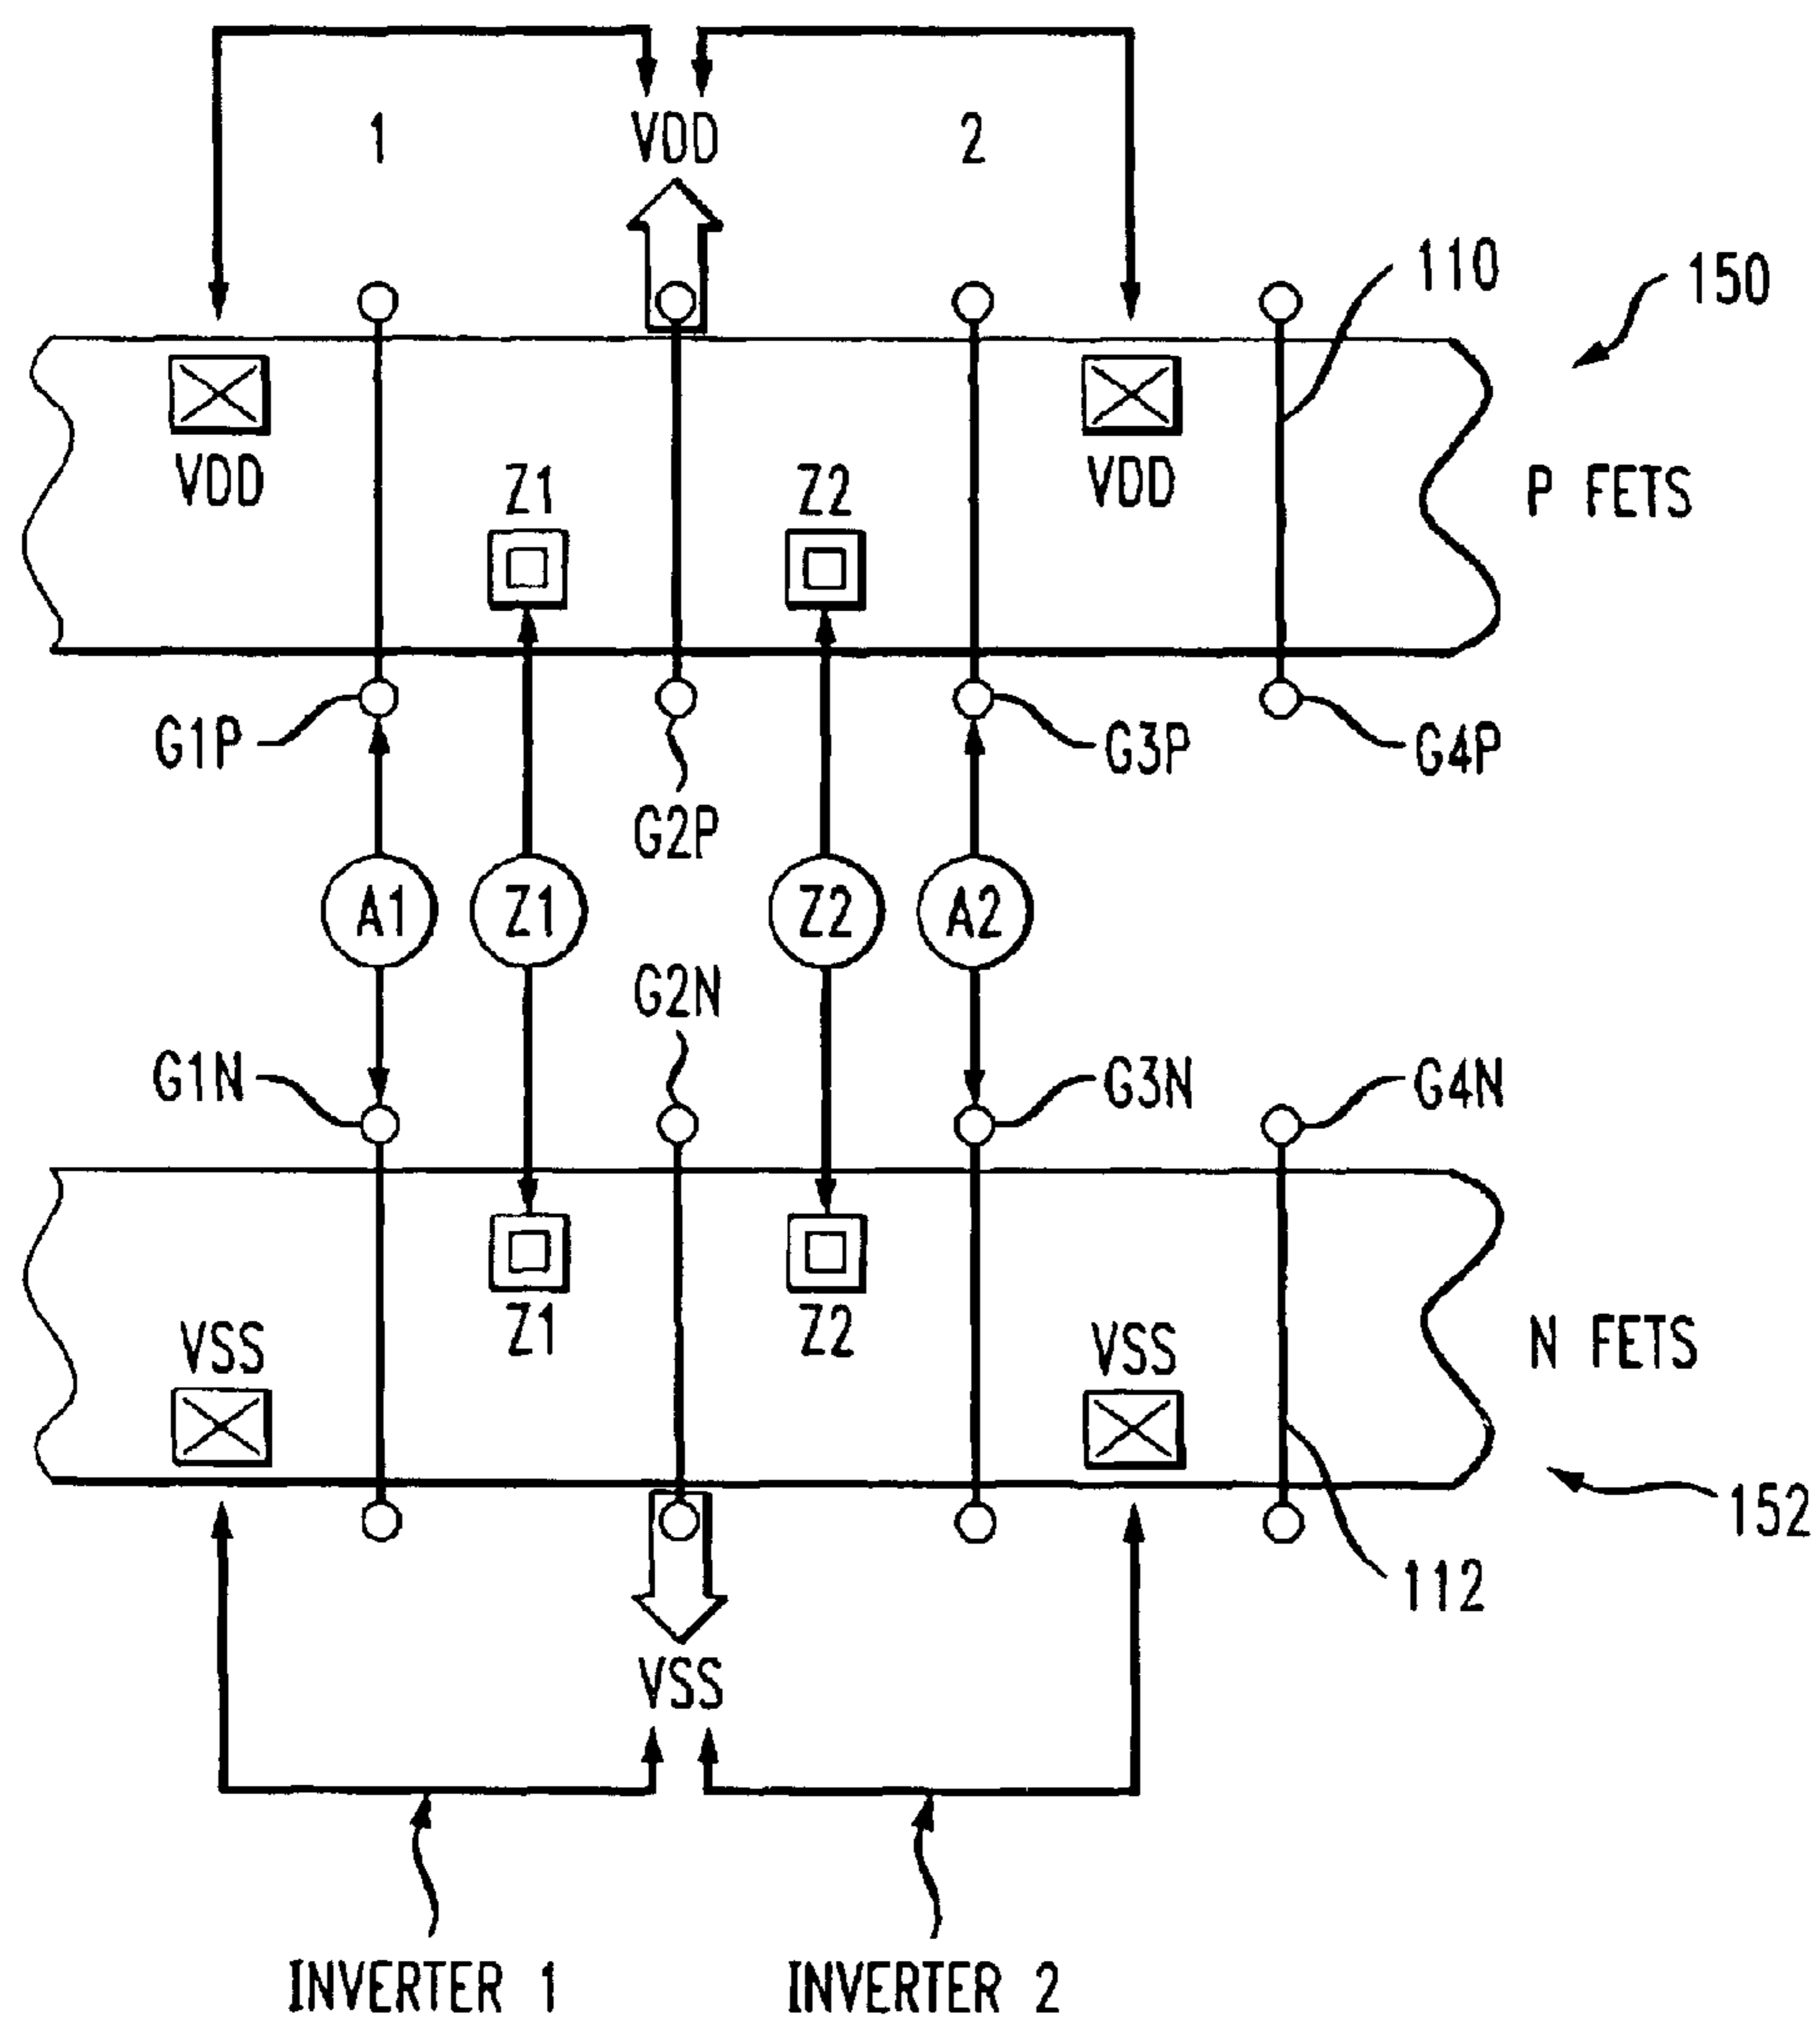 1 VDD 2
110
150
VDD Z1 Z2 VDD P FETS
G1P G2P G3P G4P
A1 Z1 Z2 A2
G1N G2N G3N G4N
Z1 Z2
VSS VSS N FETS
152
112
VSS
INVERTER 1 INVERTER 2